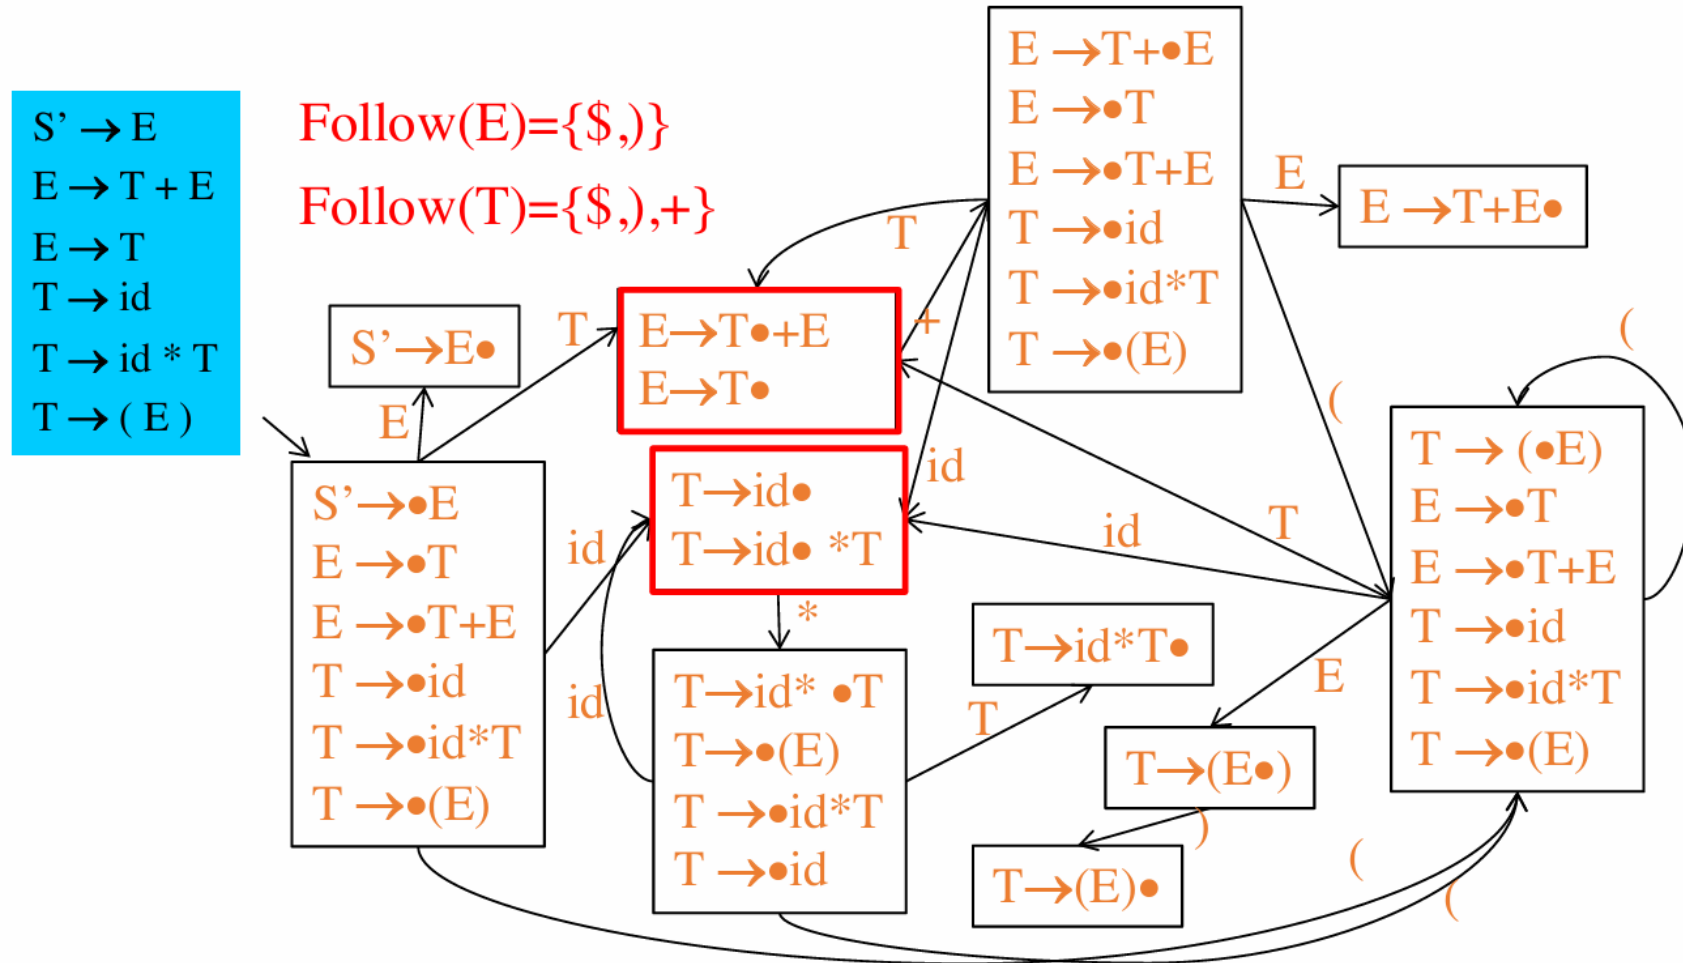 S’ → E
E → T + E
E → T
T → id
T → id * T
T → ( E )
Follow(E)={$,)}
Follow(T)={$,),+}
E →T+•E
E →•T
E →•T+E
T →•id
T →•id*T
T →•(E)
E
E →T+E•
T
S’→E•
E
T
E→T•+E
E→T•
+
(
(
T→id•
T→id• *T
id
id
T
id
id
*
S’→•E
E →•T
E →•T+E
T →•id
T →•id*T
T →•(E)
T→id* •T
T→•(E)
T →•id*T
T →•id
T
T→id*T•
E
T→(E•)
)
T→(E)•
T → (•E)
E →•T
E →•T+E
T →•id
T →•id*T
T →•(E)
(
(